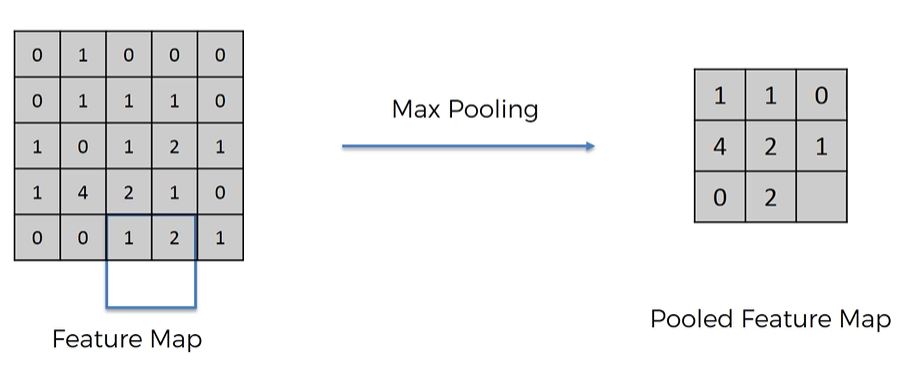 0 1 0 0 0
0 1 1 1 0
1 0 1 2 1
1 4 2 1 0
0 0 1 2 1
Feature Map
Max Pooling
1 1 0
4 2 1
0 2
Pooled Feature Map